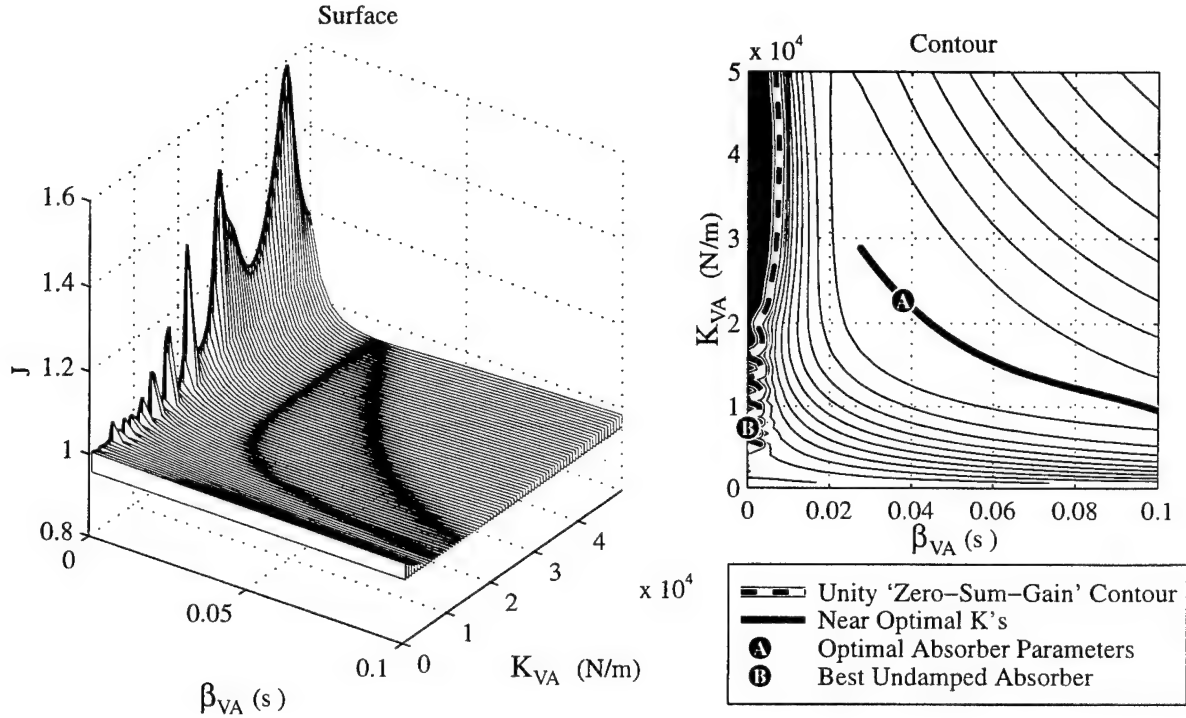 Surface
1.6
1.4
1.2
1
0.8
J
0
0.05
0.1
β_VA (s)
0
1
2
3
4
x 10^4
K_VA (N/m)
Contour
x 10^4
5
4
3
2
1
0
K_VA (N/m)
A
B
0
0.02
0.04
0.06
0.08
0.1
β_VA (s)
Unity 'Zero–Sum–Gain' Contour
Near Optimal K's
A Optimal Absorber Parameters
B Best Undamped Absorber